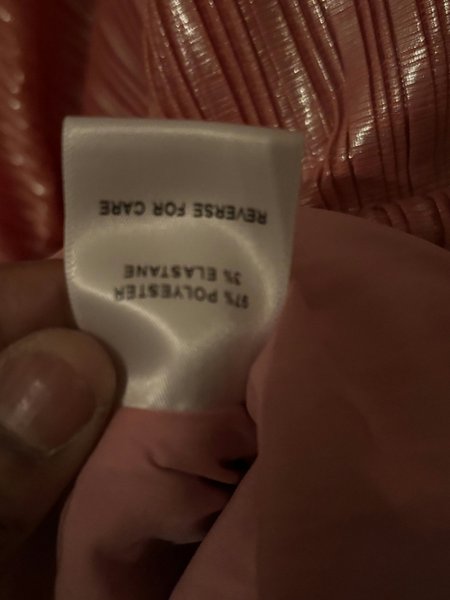 97% POLYESTER
3% ELASTANE
REVERSE FOR CARE